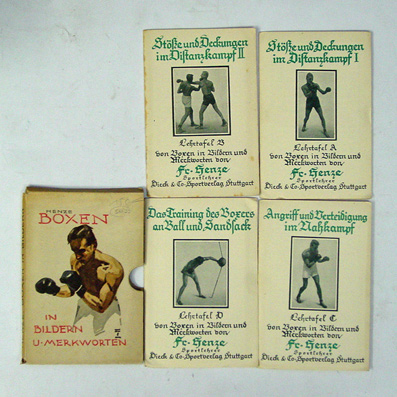 HENZE
BOXEN
IN
BILDERN
U·MERKWORTEN
Stöße und Deckungen
im Distanzkampf II
Lehrtafel B
von Boxen in Bildern und
Merkworten von
Fr. Henze
Sportlehrer
Dieck & Co·Sportverlag, Stuttgart
Stöße und Deckungen
im Distanzkampf I
Lehrtafel A
von Boxen in Bildern und
Merkworten von
Fr. Henze
Sportlehrer
Dieck & Co·Sportverlag, Stuttgart
Das Training des Boxers
an Ball und Sandsack
Lehrtafel D
von Boxen in Bildern und
Merkworten von
Fr. Henze
Sportlehrer
Dieck & Co·Sportverlag, Stuttgart
Angriff und Verteidigung
im Nahkampf
Lehrtafel C
von Boxen in Bildern und
Merkworten von
Fr. Henze
Sportlehrer
Dieck & Co·Sportverlag, Stuttgart